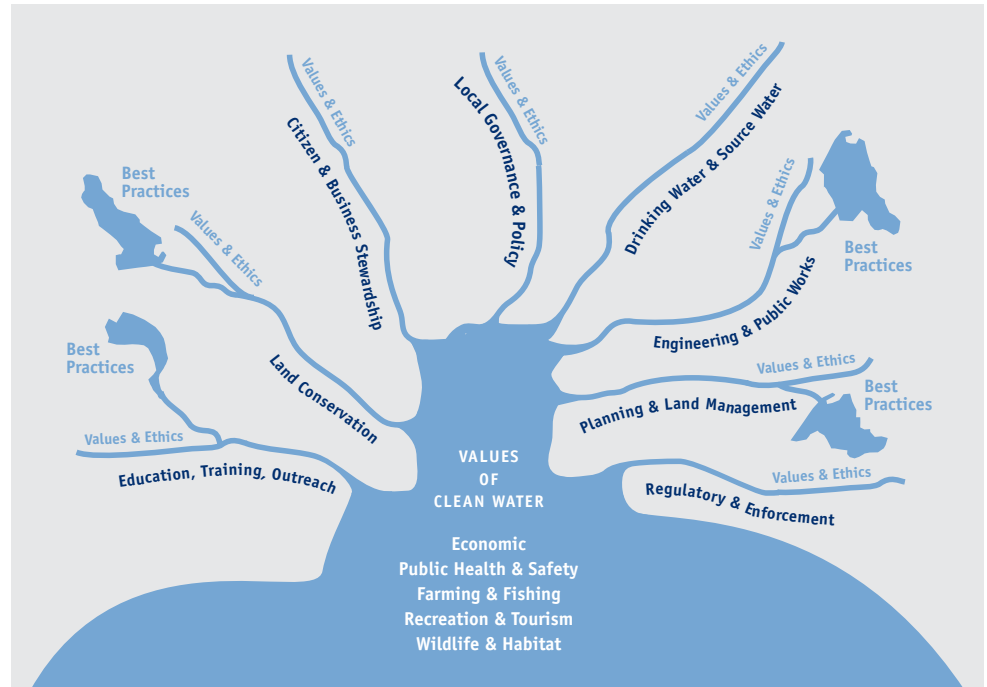 Values & Ethics
Citizen & Business Stewardship
Values & Ethics
Local Governance & Policy
Values & Ethics
Drinking Water & Source Water
Best
Practices
Values & Ethics
Land Conservation
Values & Ethics
Engineering & Public Works
Best
Practices
Best
Practices
Values & Ethics
Education, Training, Outreach
Values & Ethics
Planning & Land Management
Best
Practices
Values & Ethics
Regulatory & Enforcement
VALUES
OF
CLEAN WATER
Economic
Public Health & Safety
Farming & Fishing
Recreation & Tourism
Wildlife & Habitat